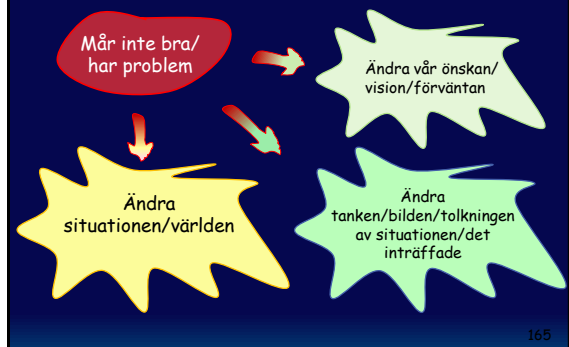 Mår inte bra/
har problem
Ändra vår önskan/
vision/förväntan
Ändra
situationen/världen
Ändra
tanken/bilden/tolkningen
av situationen/det
inträffade
165